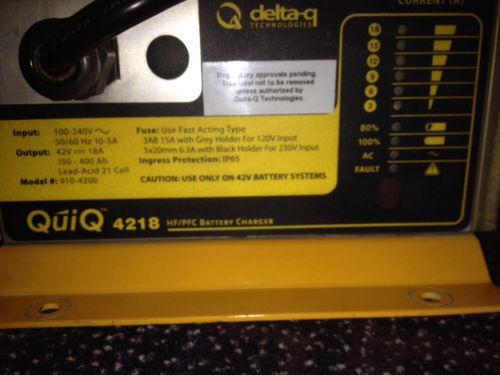 CURRENT (A)
delta-q
TECHNOLOGIES
Regulatory approvals pending.
This label not to be removed
unless authorized by
Delta-Q Technologies.
18
15
12
9
6
3
80%
100%
AC
FAULT
Input: 100-240V ~
50/60 Hz 10-5A
Output: 42V ⎓ 18A
150 - 400 Ah
Lead-Acid 21 Cell
Model #: 910-4200
Fuse: Use Fast Acting Type
3AB 15A with Grey Holder For 120V Input
5x20mm 6.3A with Black Holder For 230V Input
Ingress Protection: IP65
CAUTION: USE ONLY ON 42V BATTERY SYSTEMS
QuiQ™ 4218 HF/PFC BATTERY CHARGER